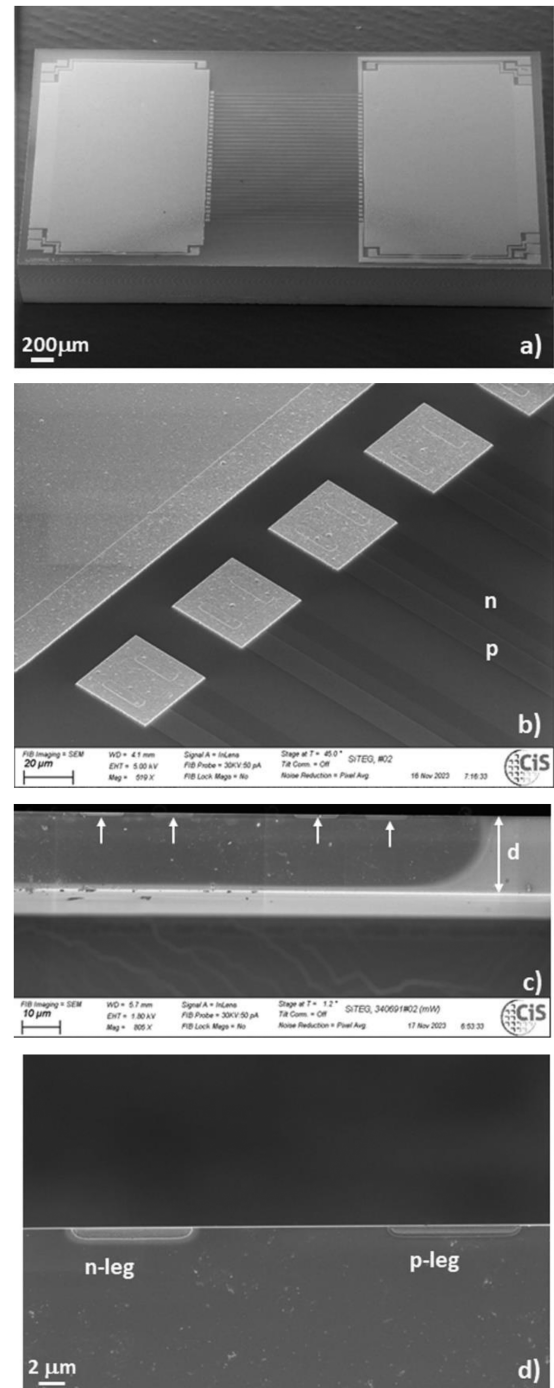 200µm
a)
n
p
b)
FIB Imaging = SEM
WD = 4.1 mm
Signal A = InLens
Stage at T = 45.0 °
SiTEG, #02
20 µm
EHT = 5.00 kV
FIB Probe = 30KV:50 pA
Tilt Corrn. = Off
Mag = 519 X
FIB Lock Mags = No
Noise Reduction = Pixel Avg.
16 Nov 2023
7:16:33
CiS
d
c)
FIB Imaging = SEM
WD = 5.7 mm
Signal A = InLens
Stage at T = 1.2 °
SiTEG, 340691#02 (mW)
10 µm
EHT = 1.80 kV
FIB Probe = 30KV:50 pA
Tilt Corrn. = Off
Mag = 805 X
FIB Lock Mags = No
Noise Reduction = Pixel Avg.
17 Nov 2023
6:53:33
CiS
n-leg
p-leg
2 µm
d)